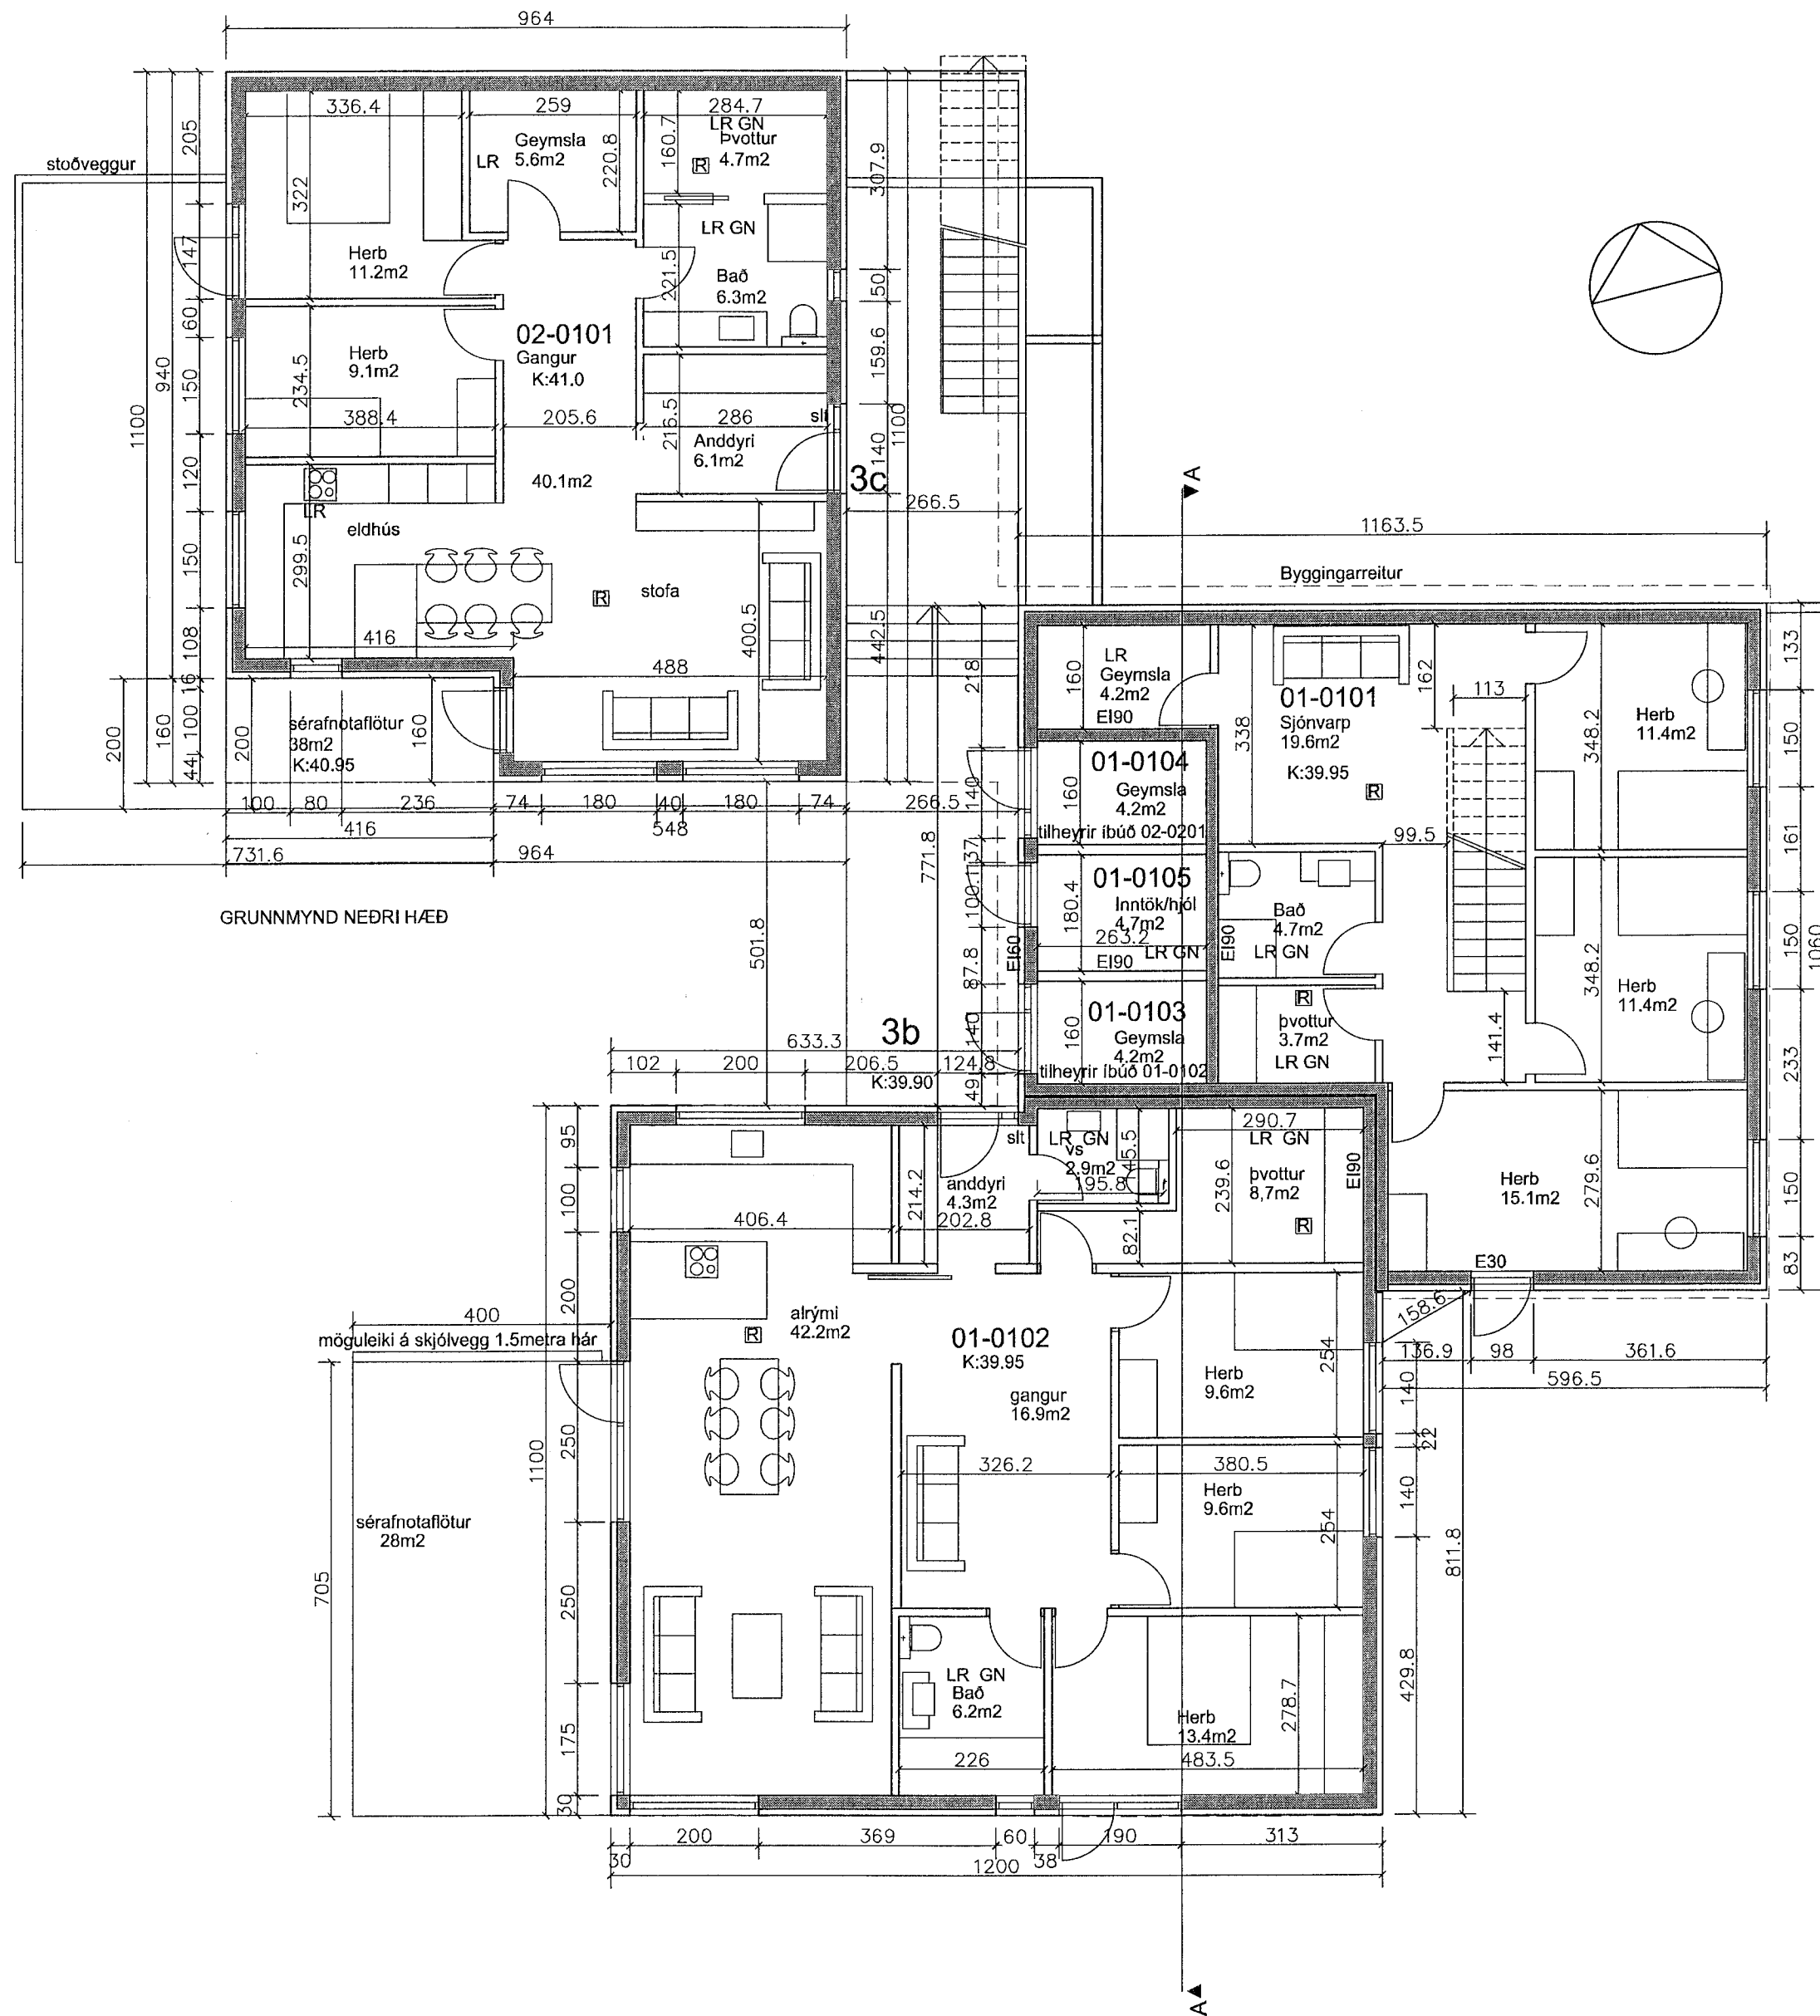 964
336.4
259
284.7
LR GN
Þvottur
4.7m2
R
160.7
Geymsla
5.6m2
LR
220.8
205
stoðveggur
322
307.9
LR GN
147
Herb
11.2m2
221.5
Bað
6.3m2
50
60
02-0101
Gangur
K:41.0
Herb
9.1m2
234.5
159.6
940
1100
150
388.4
205.6
286
216.5
slt
Anddyri
6.1m2
140
1100
3c
120
40.1m2
LR
eldhús
266.5
A
1163.5
299.5
150
Byggingarreitur
R
stofa
400.5
442.5
108
416
488
218
160
LR
Geymsla
4.2m2
EI90
01-0101
Sjónvarp
19.6m2
K:39.95
R
338
162
113
348.2
Herb
11.4m2
133
150
16
100
44
160
200
200
sérafnotaflötur
38m2
K:40.95
160
01-0104
Geymsla
4.2m2
160
tilheyrir íbúð 02-0201
140
100
80
236
74
180
40
180
74
266.5
416
548
731.6
964
771.8
137
99.5
161
1060
01-0105
Inntök/hjól
4,7m2
180.4
263.2
LR GN
EI90
EI90
100.1
Bað
4.7m2
LR GN
GRUNNMYND NEÐRI HÆÐ
501.8
EI60
87.8
348.2
Herb
11.4m2
150
01-0103
Geymsla
4.2m2
160
tilheyrir íbúð 01-0102
140
49
R
þvottur
3.7m2
LR GN
141.4
233
3b
633.3
102
200
206.5
124.8
K:39.90
95
slt
LR GN
vs
2.9m2
145.5
195.8
290.7
LR GN
þvottur
8,7m2
R
EI90
239.6
82.1
anddyri
4.3m2
214.2
202.8
406.4
100
Herb
15.1m2
279.6
150
83
E30
200
400
möguleiki á skjólvegg 1.5metra hár
alrými
42.2m2
R
01-0102
K:39.95
158.6
136.9
98
361.6
596.5
gangur
16.9m2
Herb
9.6m2
254
140
22
250
1100
326.2
380.5
Herb
9.6m2
254
140
sérafnotaflötur
28m2
811.8
705
250
LR GN
Bað
6.2m2
Herb
13.4m2
278.7
429.8
175
226
483.5
30
200
369
60
190
313
30
38
1200
A